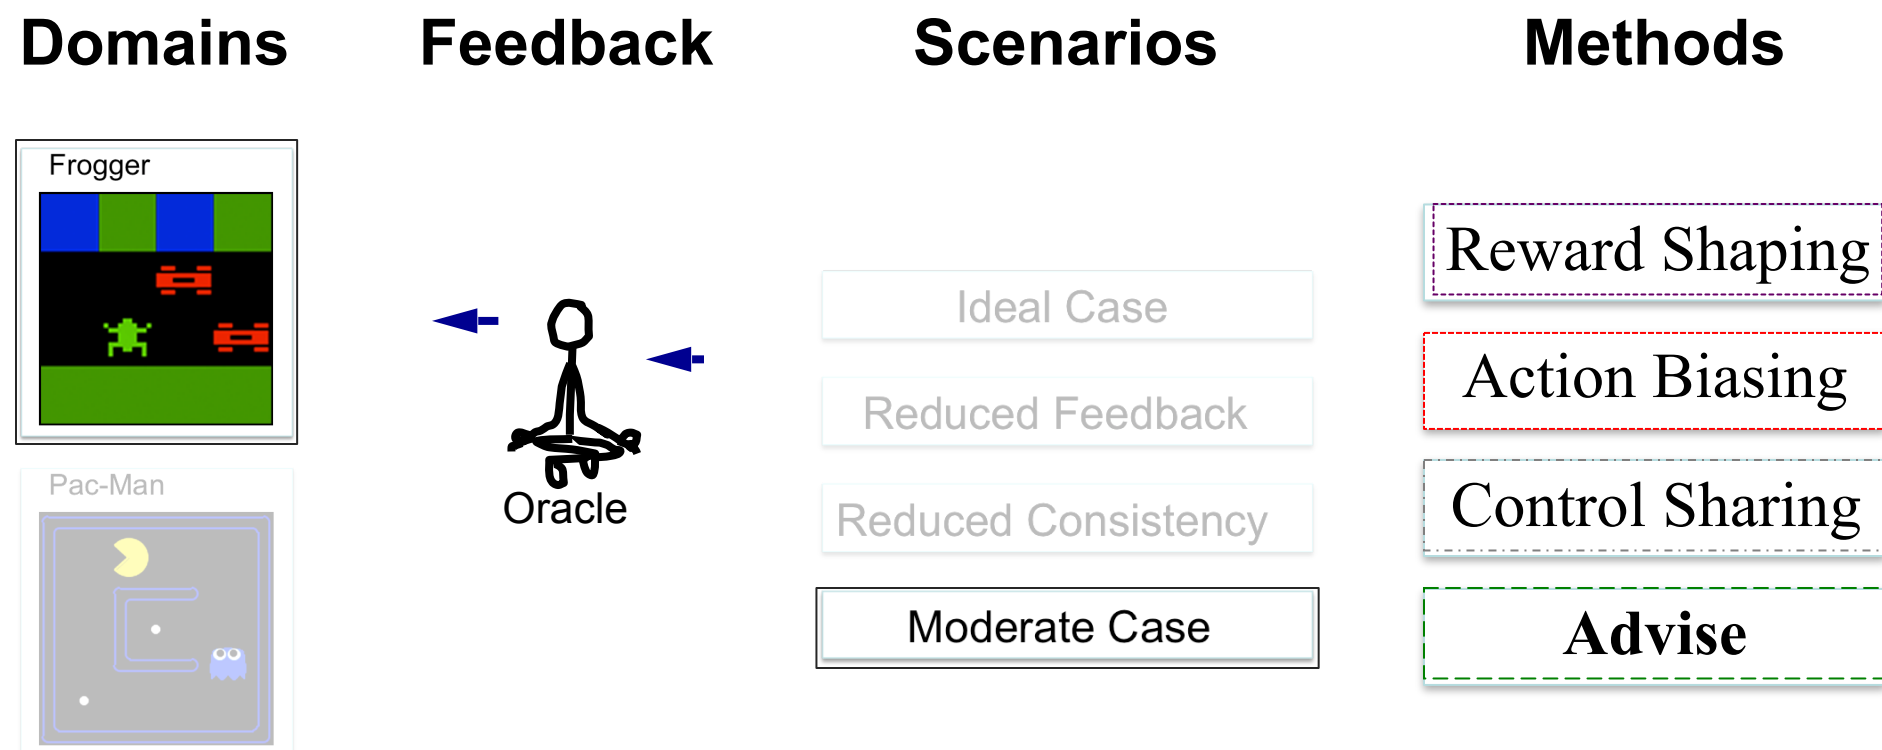 Domains
Feedback
Scenarios
Methods
Frogger
Pac-Man
Oracle
Ideal Case
Reduced Feedback
Reduced Consistency
Moderate Case
Reward Shaping
Action Biasing
Control Sharing
Advise